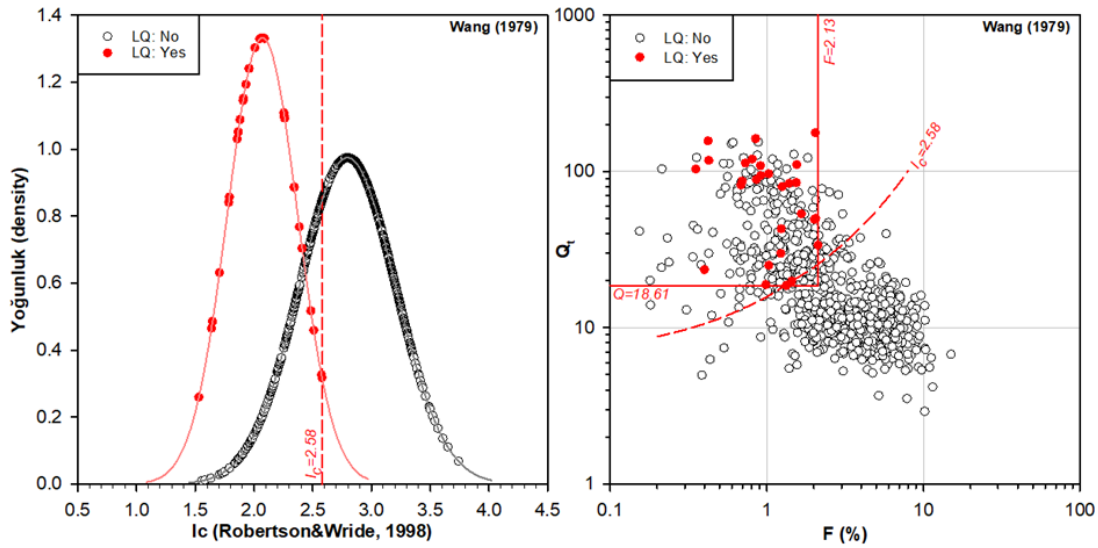 LQ: No
LQ: Yes
Wang (1979)
1.4
1.2
1.0
0.8
0.6
0.4
0.2
0.0
Yoğunluk (density)
Ic=2.58
0.5 1.0 1.5 2.0 2.5 3.0 3.5 4.0 4.5
Ic (Robertson&Wride, 1998)
LQ: No
LQ: Yes
Wang (1979)
1000
100
10
1
Qt
F=2.13
Ic=2.58
Q=18.61
0.1 1 10 100
F (%)